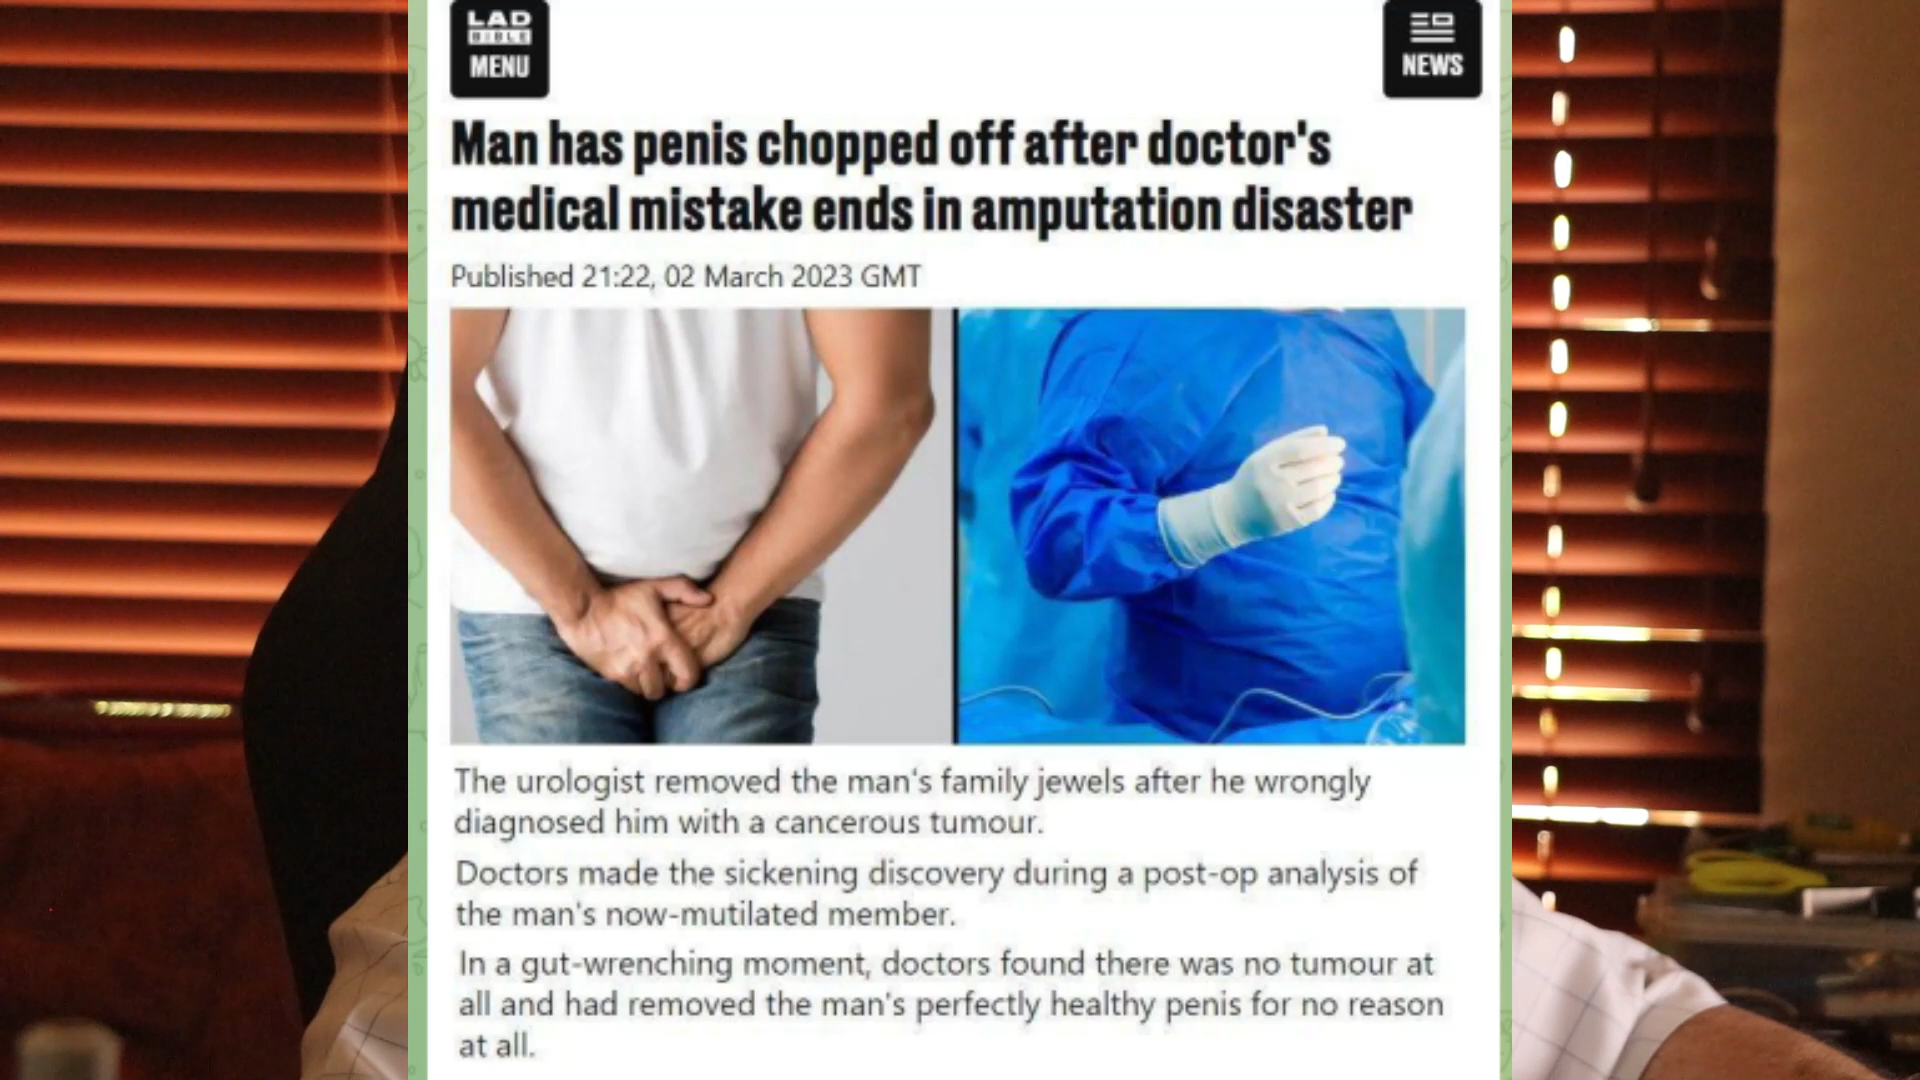 LAD
BIBLE
MENU
NEWS
Man has penis chopped off after doctor's
medical mistake ends in amputation disaster
Published 21:22, 02 March 2023 GMT
The urologist removed the man's family jewels after he wrongly
diagnosed him with a cancerous tumour.
Doctors made the sickening discovery during a post-op analysis of
the man's now-mutilated member.
In a gut-wrenching moment, doctors found there was no tumour at
all and had removed the man's perfectly healthy penis for no reason
at all.